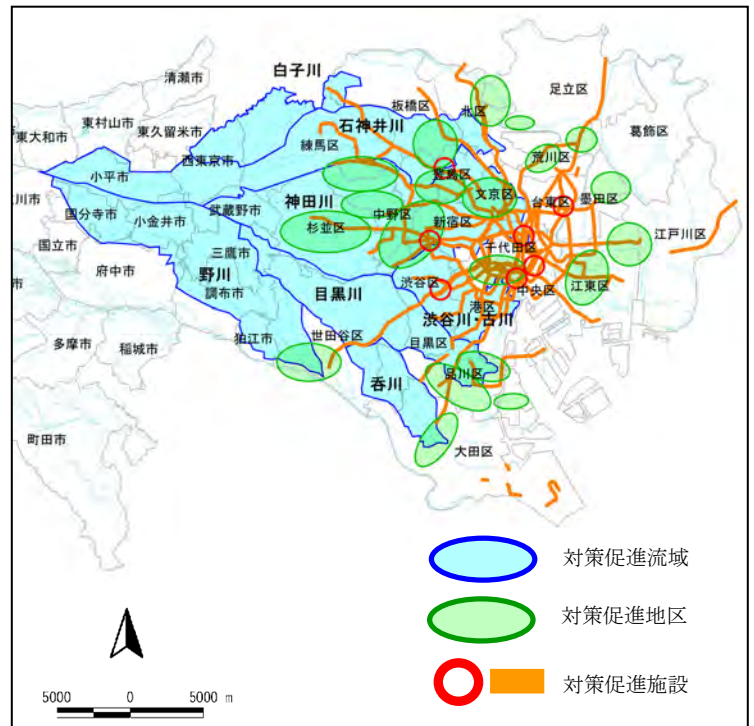 清瀬市
白子川
足立区
板橋区
北区
東村山市
東久留米市
石神井川
葛飾区
東大和市
練馬区
荒川区
西東京市
豊島区
小平市
文京区
台東区
墨田区
神田川
武蔵野市
中野区
新宿区
国分寺市
小金井市
杉並区
江戸川区
千代田区
国立市
三鷹市
府中市
野川
目黒川
渋谷区
中央区
江東区
調布市
港区
渋谷川・古川
狛江市
世田谷区
目黒区
多摩市
稲城市
呑川
品川区
町田市
大田区
対策促進流域
対策促進地区
対策促進施設
5000 0 5000 m